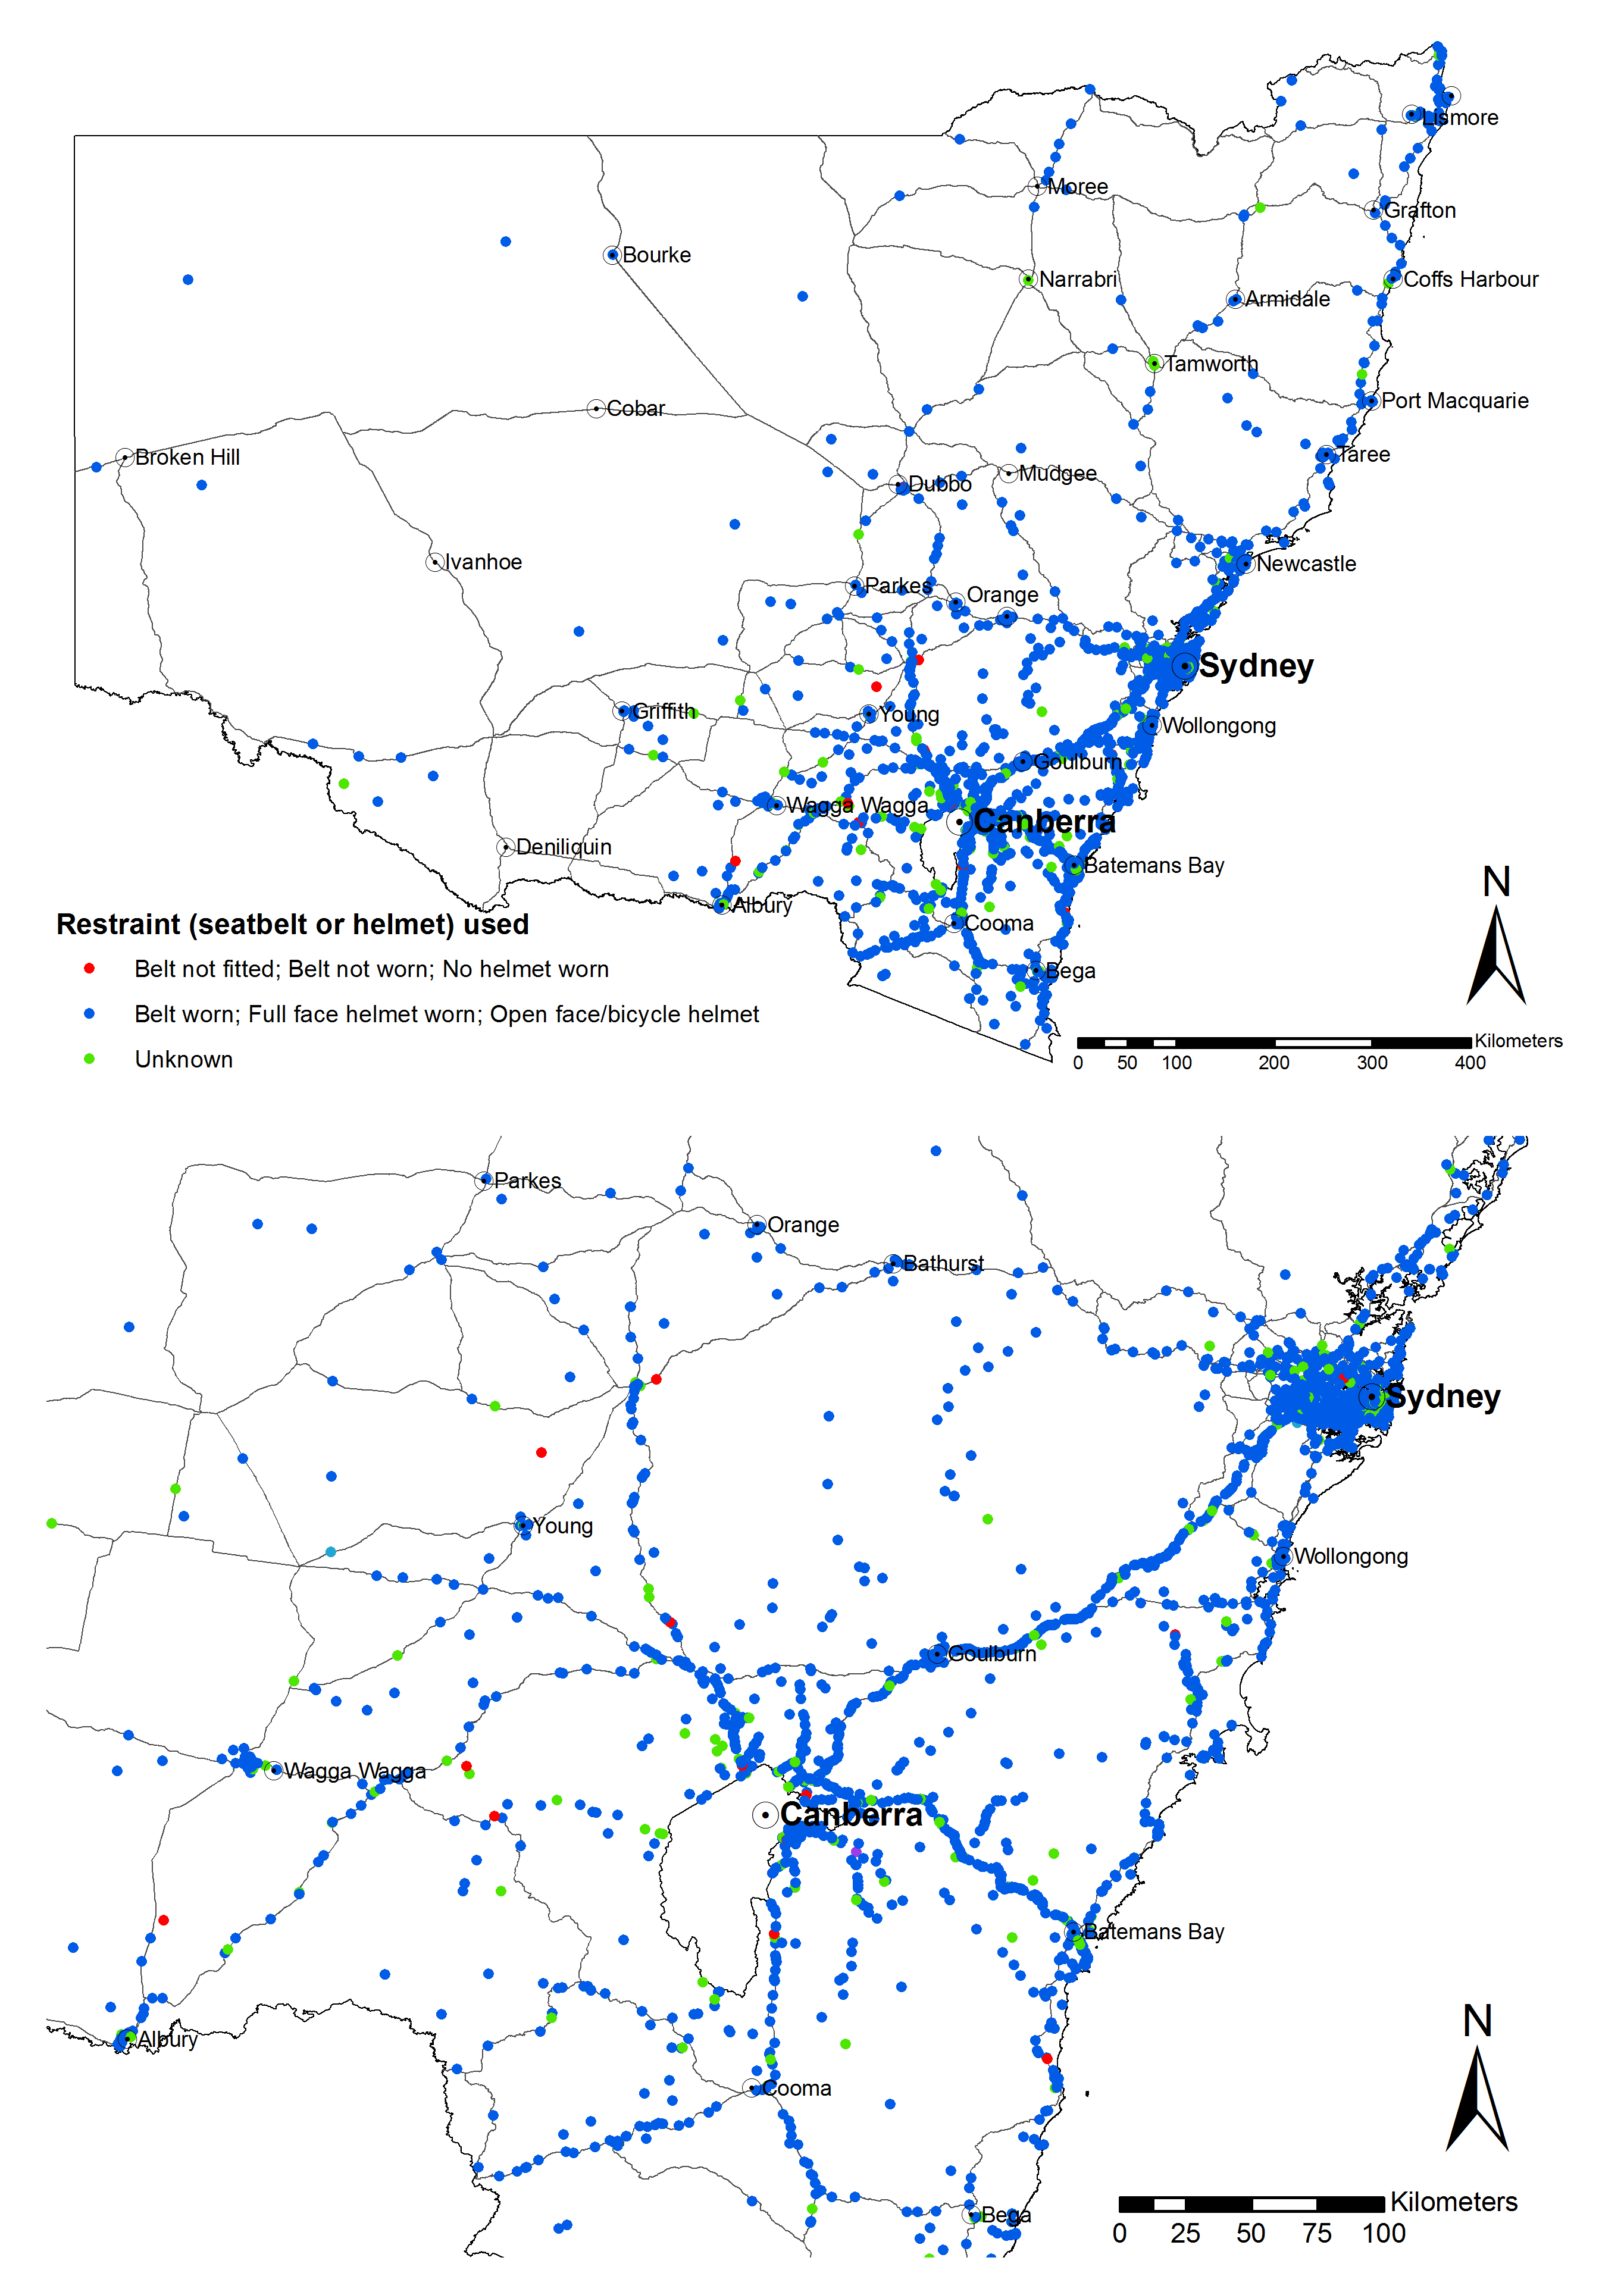 Lismore
Moree
Grafton
Bourke
Narrabri
Coffs Harbour
Armidale
Tamworth
Port Macquarie
Cobar
Broken Hill
Taree
Mudgee
Dubbo
Ivanhoe
Newcastle
Parkes
Orange
Sydney
Griffith
Young
Wollongong
Goulburn
Wagga Wagga
Canberra
Deniliquin
Batemans Bay
Albury
Cooma
Bega
Restraint (seatbelt or helmet) used
Belt not fitted; Belt not worn; No helmet worn
Belt worn; Full face helmet worn; Open face/bicycle helmet
Unknown
N
Kilometers
0 50 100 200 300 400
Parkes
Orange
Bathurst
Sydney
Young
Wollongong
Goulburn
Wagga Wagga
Canberra
Batemans Bay
Albury
Cooma
Bega
N
Kilometers
0 25 50 75 100